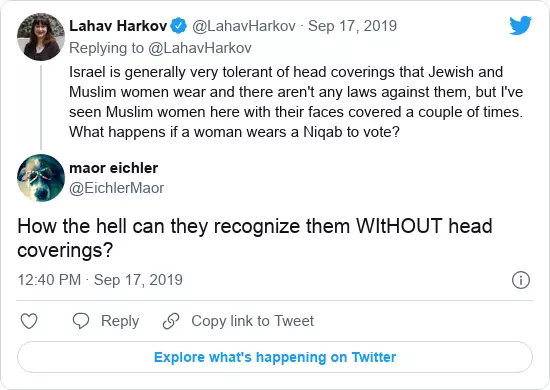 Lahav Harkov @LahavHarkov · Sep 17, 2019
Replying to @LahavHarkov
Israel is generally very tolerant of head coverings that Jewish and
Muslim women wear and there aren't any laws against them, but I've
seen Muslim women here with their faces covered a couple of times.
What happens if a woman wears a Niqab to vote?
maor eichler
@EichlerMaor
How the hell can they recognize them WItHOUT head
coverings?
12:40 PM · Sep 17, 2019
Reply
Copy link to Tweet
Explore what's happening on Twitter